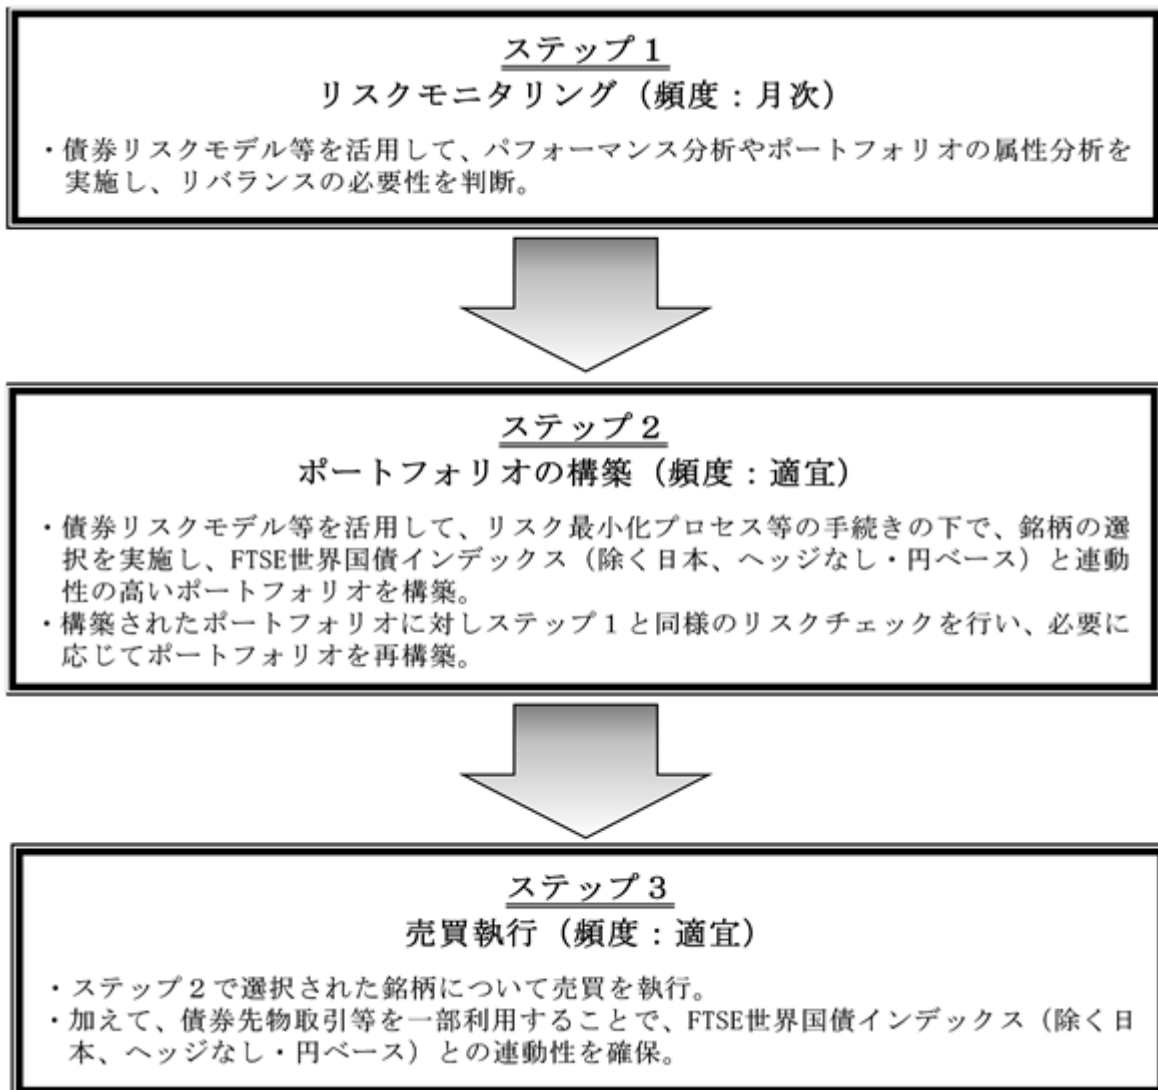 ステップ1
リスクモニタリング（頻度：月次）
・債券リスクモデル等を活用して、パフォーマンス分析やポートフォリオの属性分析を
実施し、リバランスの必要性を判断。
ステップ2
ポートフォリオの構築（頻度：適宜）
・債券リスクモデル等を活用して、リスク最小化プロセス等の手続きの下で、銘柄の選
択を実施し、FTSE世界国債インデックス（除く日本、ヘッジなし・円ベース）と連動
性の高いポートフォリオを構築。
・構築されたポートフォリオに対しステップ1と同様のリスクチェックを行い、必要に
応じてポートフォリオを再構築。
ステップ3
売買執行（頻度：適宜）
・ステップ2で選択された銘柄について売買を執行。
・加えて、債券先物取引等を一部利用することで、FTSE世界国債インデックス（除く日
本、ヘッジなし・円ベース）との連動性を確保。